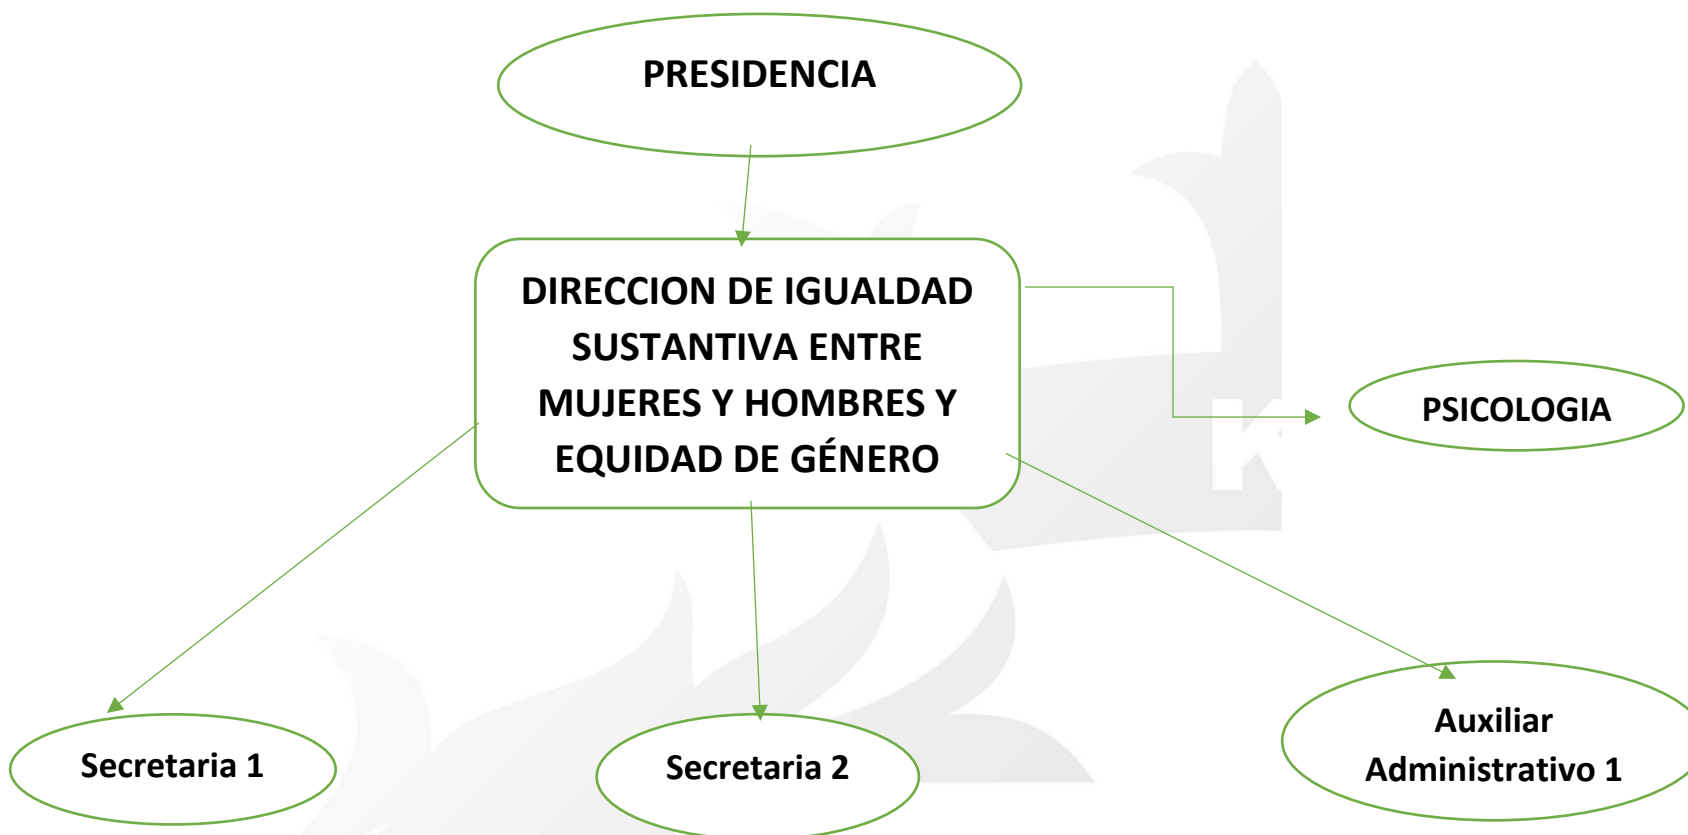 PRESIDENCIA
DIRECCION DE IGUALDAD
SUSTANTIVA ENTRE
MUJERES Y HOMBRES Y
EQUIDAD DE GÉNERO
PSICOLOGIA
Secretaria 1
Secretaria 2
Auxiliar
Administrativo 1